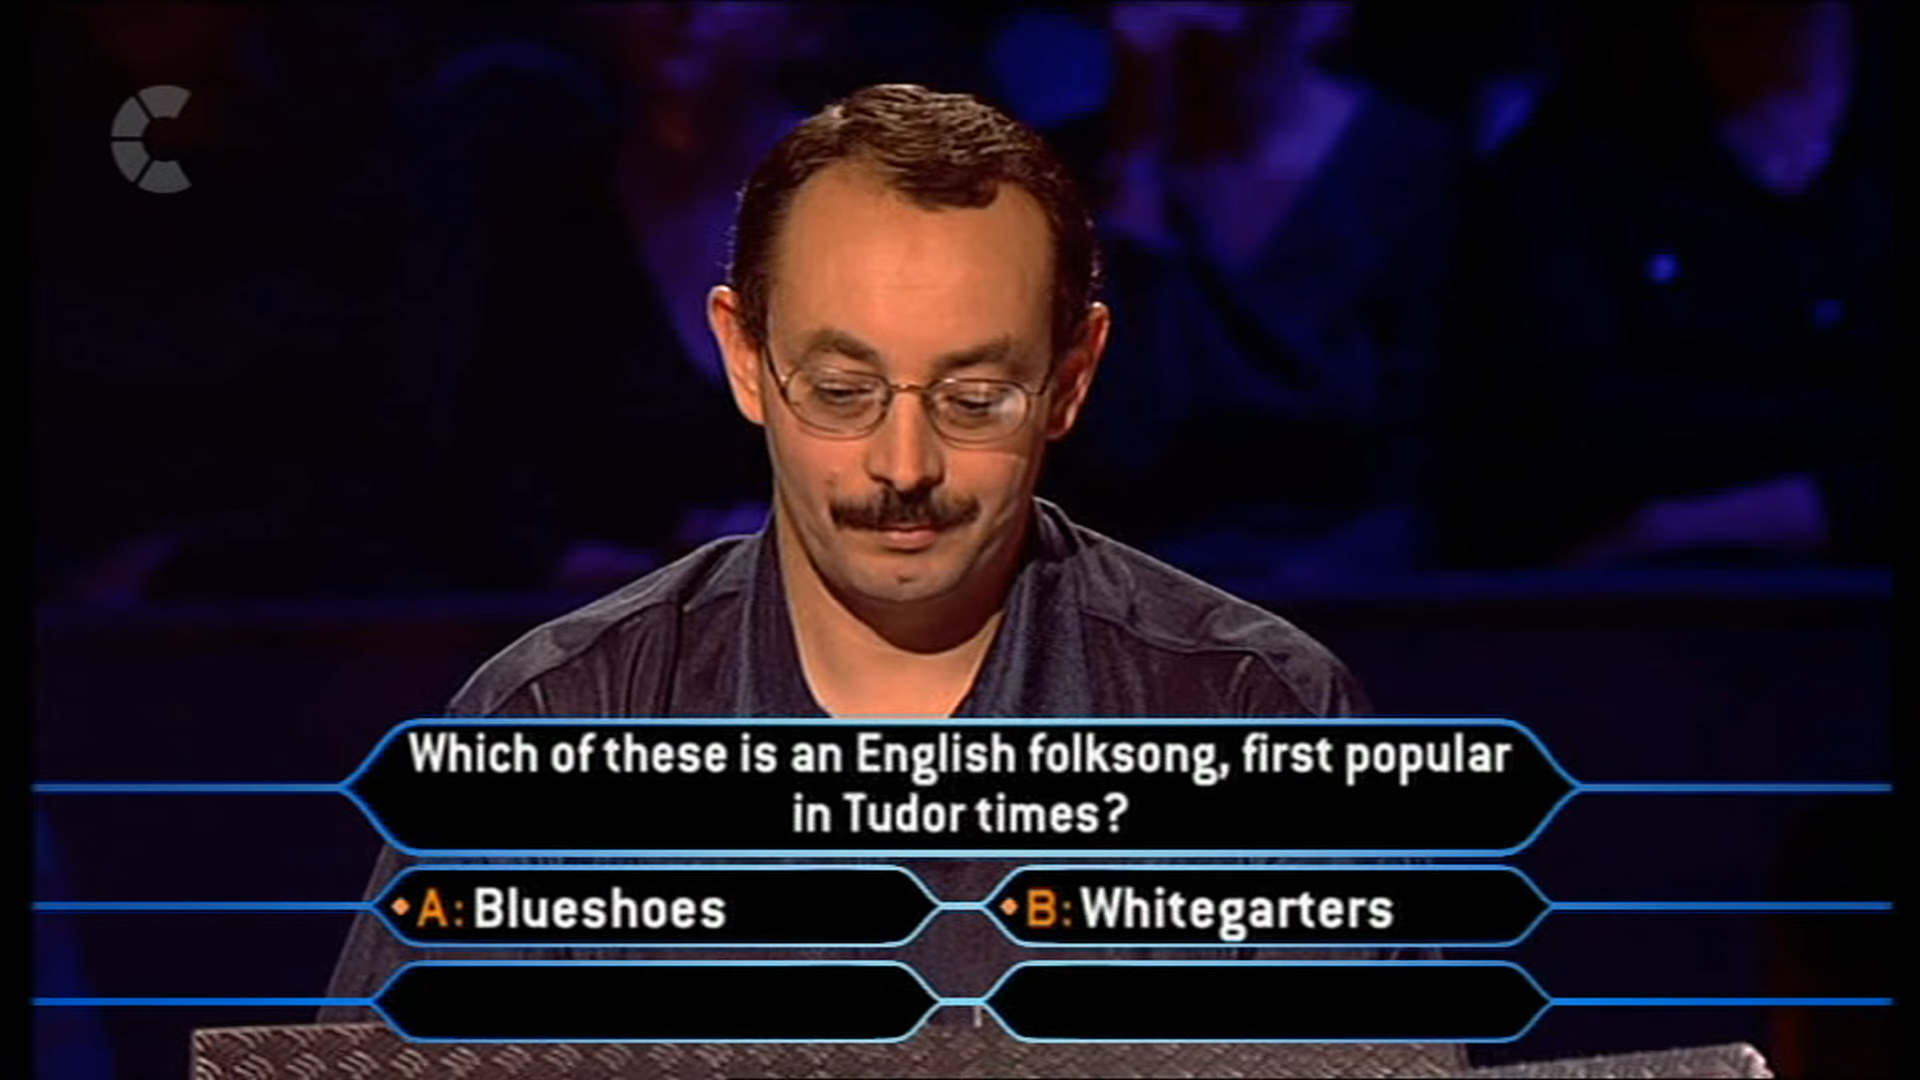 Which of these is an English folksong, first popular
in Tudor times?
A: Blueshoes
B: Whitegarters